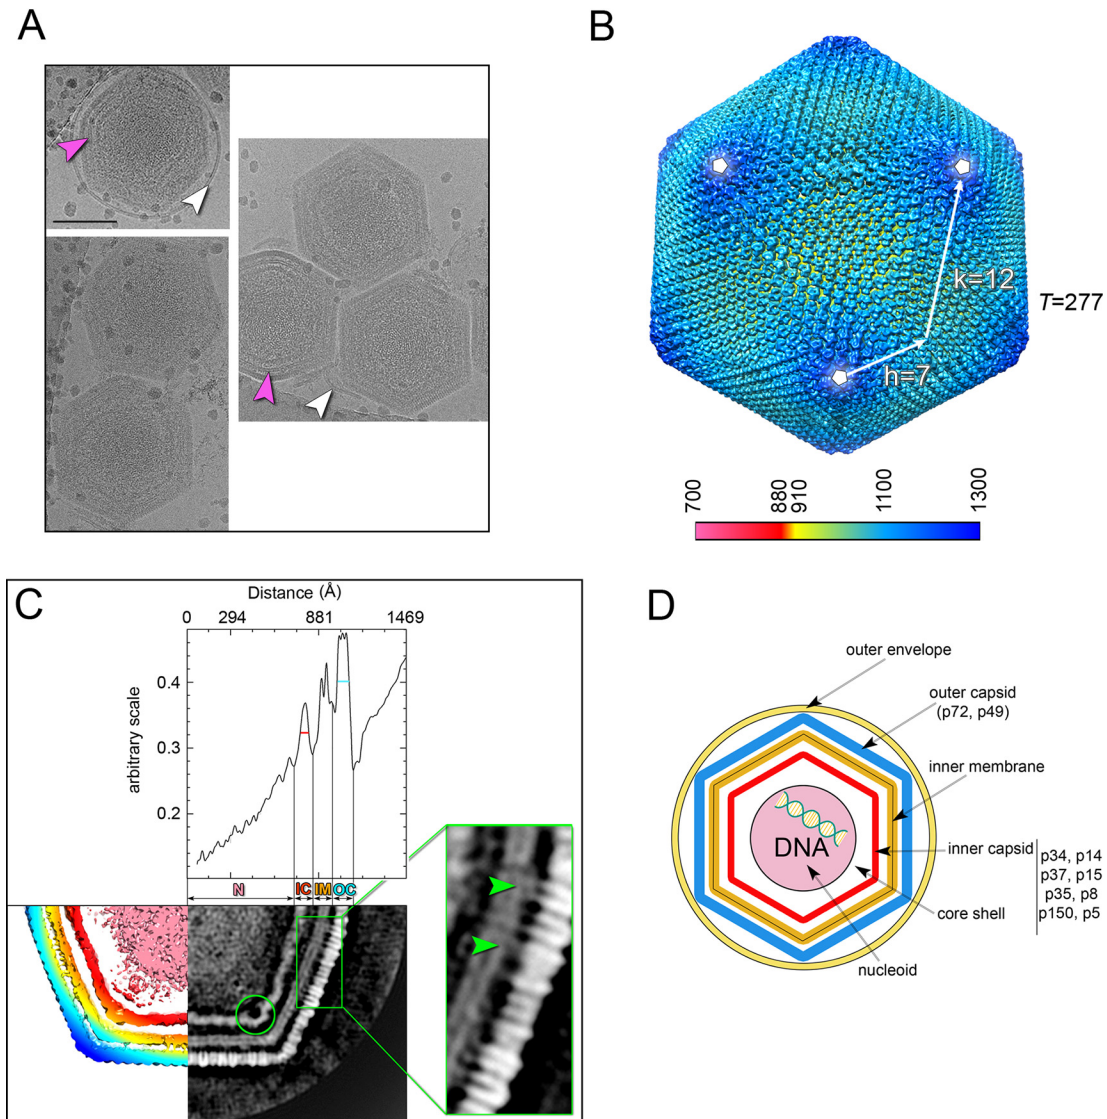 A
B
k=12
T=277
h=7
700
880
910
1100
1300
C
Distance (Å)
0 294 881 1469
arbitrary scale
0.4
0.3
0.2
N IC IM OC
D
outer envelope
outer capsid
(p72, p49)
inner membrane
inner capsid
p34, p14
p37, p15
p35, p8
p150, p5
core shell
nucleoid
DNA